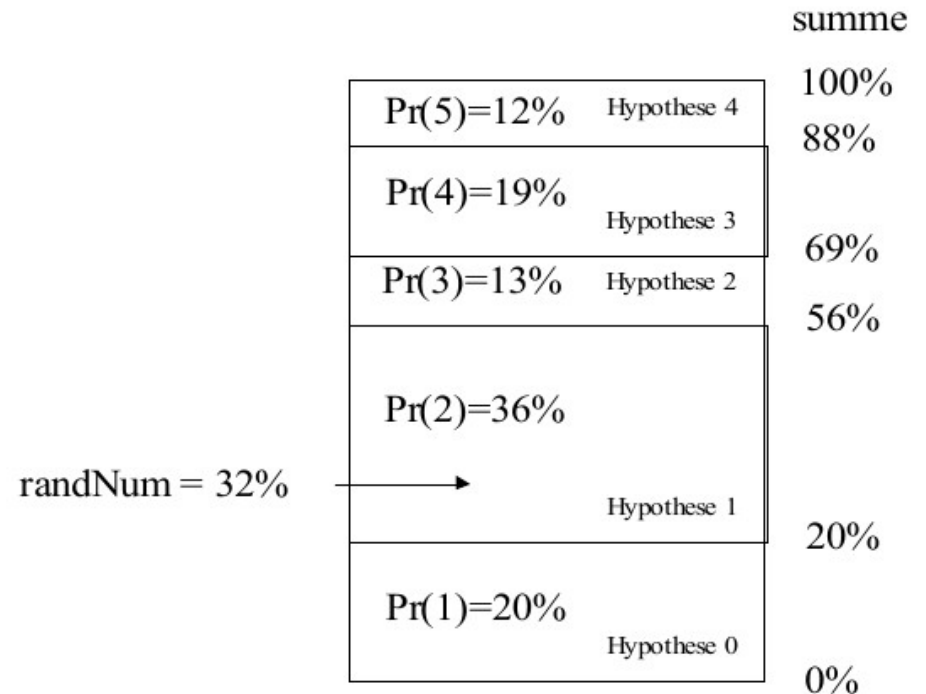 summe
100%
Pr(5)=12% Hypothese 4
88%
Pr(4)=19%
Hypothese 3
69%
Pr(3)=13% Hypothese 2
56%
Pr(2)=36%
randNum = 32%
Hypothese 1
20%
Pr(1)=20%
Hypothese 0
0%